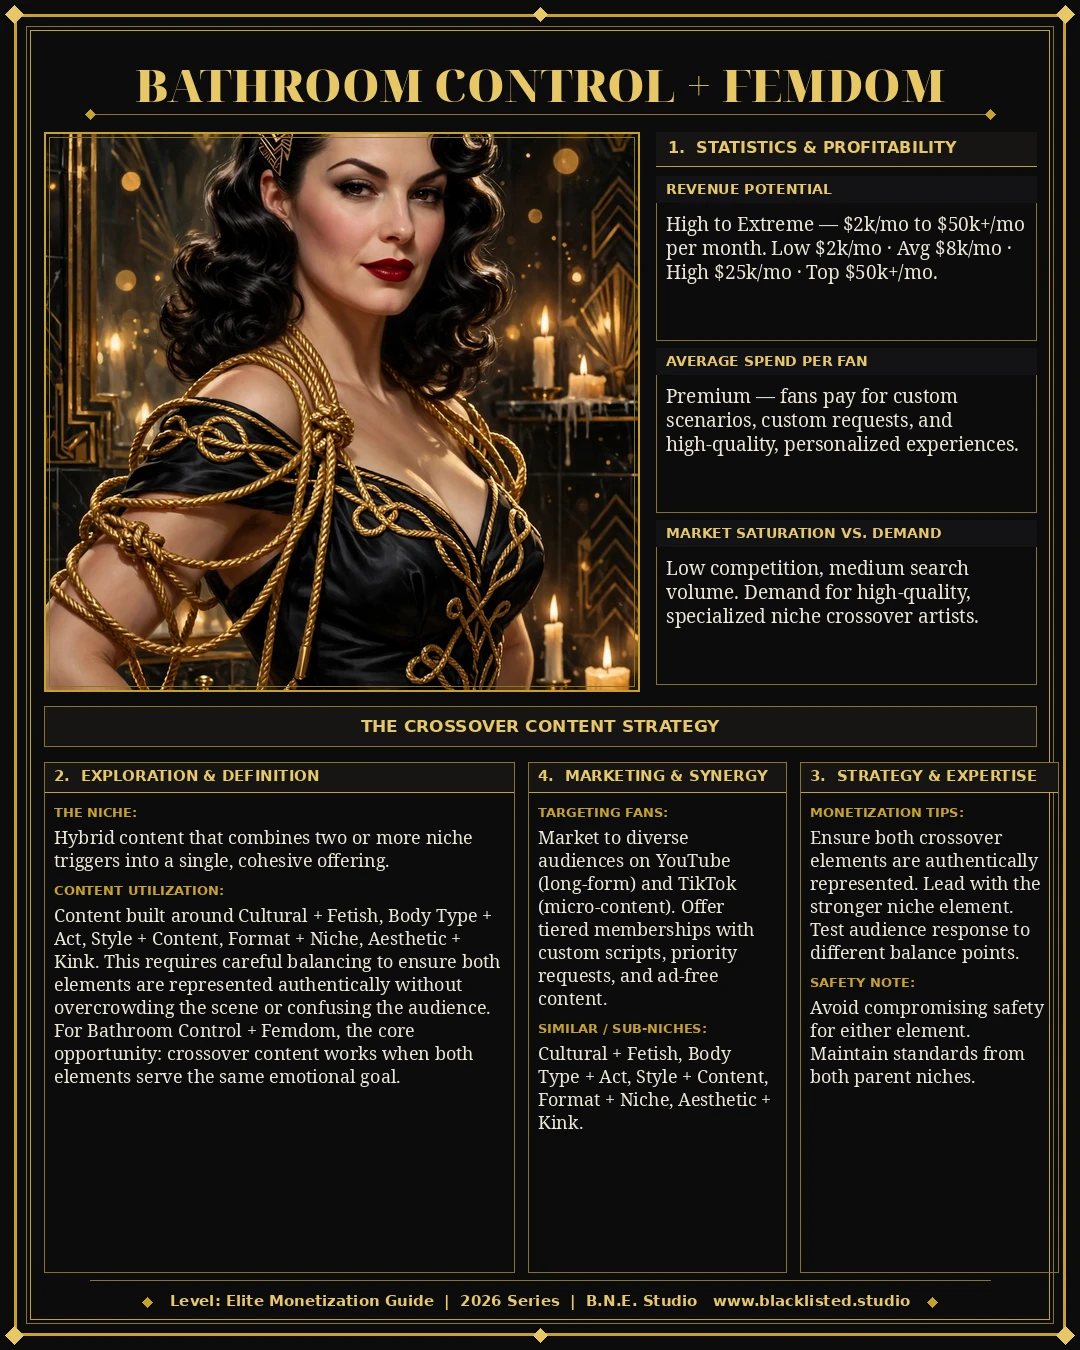 BATHROOM CONTROL + FEMDOM
1. STATISTICS & PROFITABILITY
REVENUE POTENTIAL
High to Extreme — $2k/mo to $50k+/mo
per month. Low $2k/mo · Avg $8k/mo ·
High $25k/mo · Top $50k+/mo.
AVERAGE SPEND PER FAN
Premium — fans pay for custom
scenarios, custom requests, and
high-quality, personalized experiences.
MARKET SATURATION VS. DEMAND
Low competition, medium search
volume. Demand for high-quality,
specialized niche crossover artists.
THE CROSSOVER CONTENT STRATEGY
2. EXPLORATION & DEFINITION
THE NICHE:
Hybrid content that combines two or more niche
triggers into a single, cohesive offering.
CONTENT UTILIZATION:
Content built around Cultural + Fetish, Body Type +
Act, Style + Content, Format + Niche, Aesthetic +
Kink. This requires careful balancing to ensure both
elements are represented authentically without
overcrowding the scene or confusing the audience.
For Bathroom Control + Femdom, the core
opportunity: crossover content works when both
elements serve the same emotional goal.
4. MARKETING & SYNERGY
TARGETING FANS:
Market to diverse
audiences on YouTube
(long-form) and TikTok
(micro-content). Offer
tiered memberships with
custom scripts, priority
requests, and ad-free
content.
SIMILAR / SUB-NICHES:
Cultural + Fetish, Body
Type + Act, Style + Content,
Format + Niche, Aesthetic +
Kink.
3. STRATEGY & EXPERTISE
MONETIZATION TIPS:
Ensure both crossover
elements are authentically
represented. Lead with the
stronger niche element.
Test audience response to
different balance points.
SAFETY NOTE:
Avoid compromising safety
for either element.
Maintain standards from
both parent niches.
Level: Elite Monetization Guide | 2026 Series | B.N.E. Studio www.blacklisted.studio